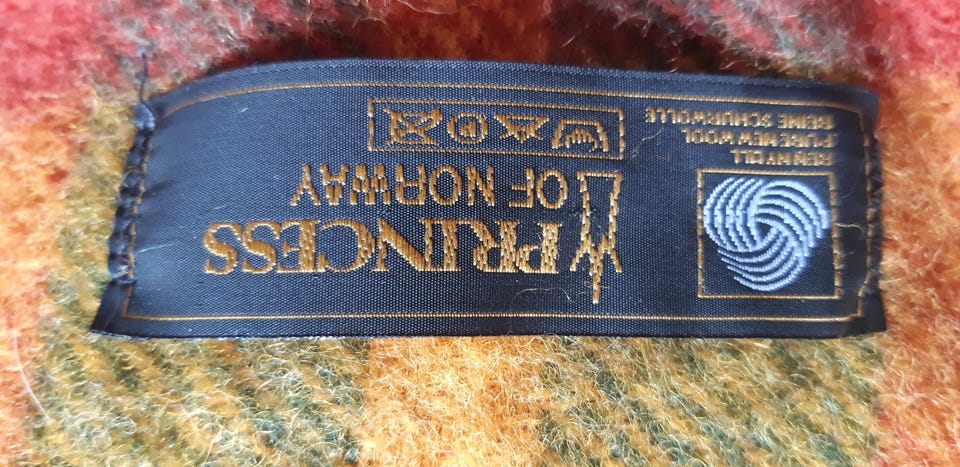 PRINCESS
OF NORWAY
P
REN NY ULL
PURE NEW WOOL
REINE SCHURWOLLE